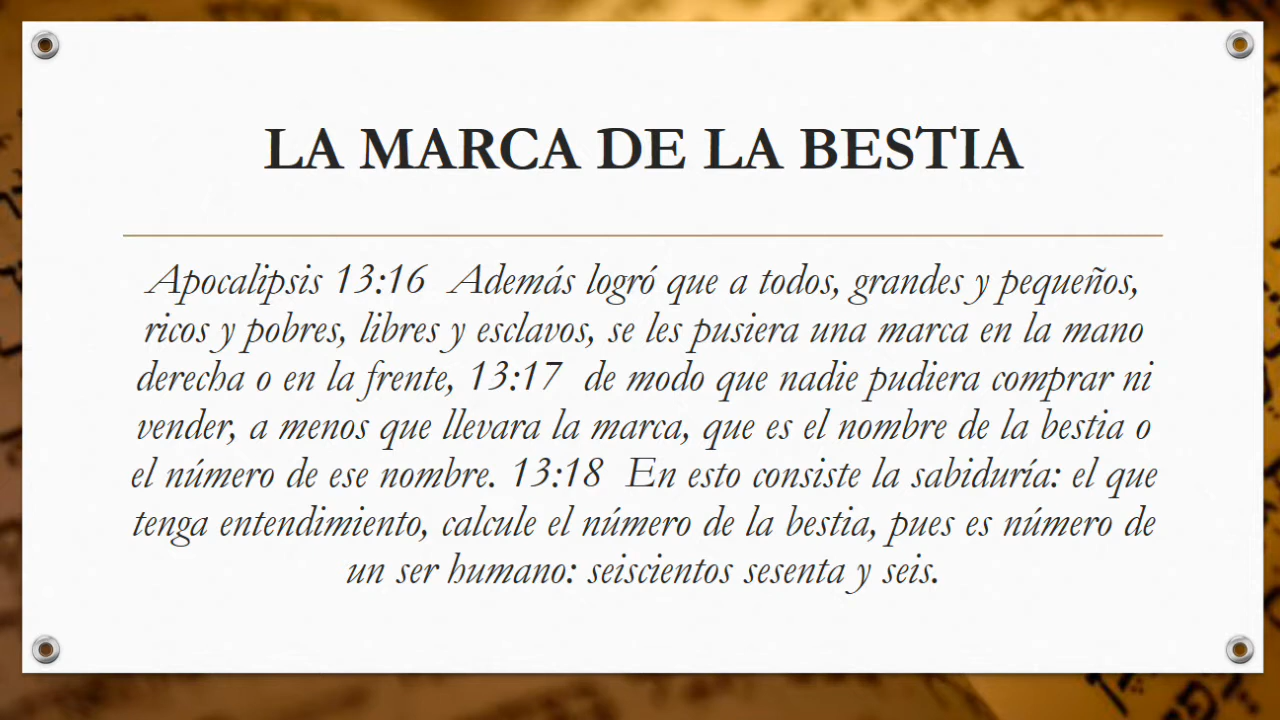 LA MARCA DE LA BESTIA
Apocalipsis 13:16 Además logró que a todos, grandes y pequeños,
ricos y pobres, libres y esclavos, se les pusiera una marca en la mano
derecha o en la frente, 13:17 de modo que nadie pudiera comprar ni
vender, a menos que llevara la marca, que es el nombre de la bestia o
el número de ese nombre. 13:18 En esto consiste la sabiduría: el que
tenga entendimiento, calcule el número de la bestia, pues es número de
un ser humano: seiscientos sesenta y seis.